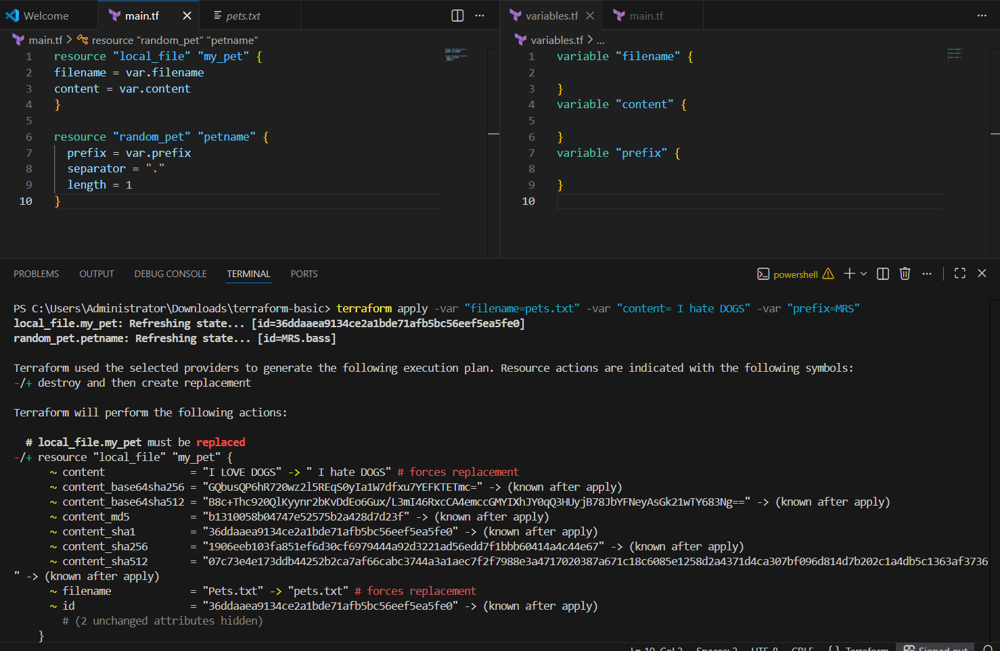 Welcome
main.tf
pets.txt
variables.tf
main.tf
main.tf > resource "random_pet" "petname"
1 resource "local_file" "my_pet" {
2 filename = var.filename
3 content = var.content
4 }
5
6 resource "random_pet" "petname" {
7 prefix = var.prefix
8 separator = "."
9 length = 1
10 }
variables.tf > ...
1 variable "filename" {
2
3 }
4 variable "content" {
5
6 }
7 variable "prefix" {
8
9 }
10
PROBLEMS OUTPUT DEBUG CONSOLE TERMINAL PORTS
powershell
PS C:\Users\Administrator\Downloads\terraform-basic> terraform apply -var "filename=pets.txt" -var "content= I hate DOGS" -var "prefix=MRS"
local_file.my_pet: Refreshing state... [id=36ddaaea9134ce2a1bde71afb5bc56eef5ea5fe0]
random_pet.petname: Refreshing state... [id=MRS.bass]
Terraform used the selected providers to generate the following execution plan. Resource actions are indicated with the following symbols:
-/+ destroy and then create replacement
Terraform will perform the following actions:
# local_file.my_pet must be replaced
-/+ resource "local_file" "my_pet" {
~ content = "I LOVE DOGS" -> " I hate DOGS" # forces replacement
~ content_base64sha256 = "GQbusQP6hR720wz2l5REqS0yIa1W7dfxu7YEFKTETmc=" -> (known after apply)
~ content_base64sha512 = "B8c+Thc920QlKyynr2bKvDdEo6Gux/L3mI46RxcCA4emccGMYIXhJY0qQ3HUyjB78JbYFNeyAsGk21wTY683Ng==" -> (known after apply)
~ content_md5 = "b1310058b04747e52575b2a428d7d23f" -> (known after apply)
~ content_sha1 = "36ddaaea9134ce2a1bde71afb5bc56eef5ea5fe0" -> (known after apply)
~ content_sha256 = "1906eeb103fa851ef6d30cf6979444a92d3221ad56edd7f1bbb60414a4c44e67" -> (known after apply)
~ content_sha512 = "07c73e4e173ddb44252b2ca7af66cabc3744a3a1aec7f2f7988e3a4717020387a671c18c6085e1258d2a4371d4ca307bf096d814d7b202c1a4db5c1363af3736
" -> (known after apply)
~ filename = "Pets.txt" -> "pets.txt" # forces replacement
~ id = "36ddaaea9134ce2a1bde71afb5bc56eef5ea5fe0" -> (known after apply)
# (2 unchanged attributes hidden)
}
Ln 10, Col 2 Spaces: 2 UTF-8 CRLF {} Terraform Signed out